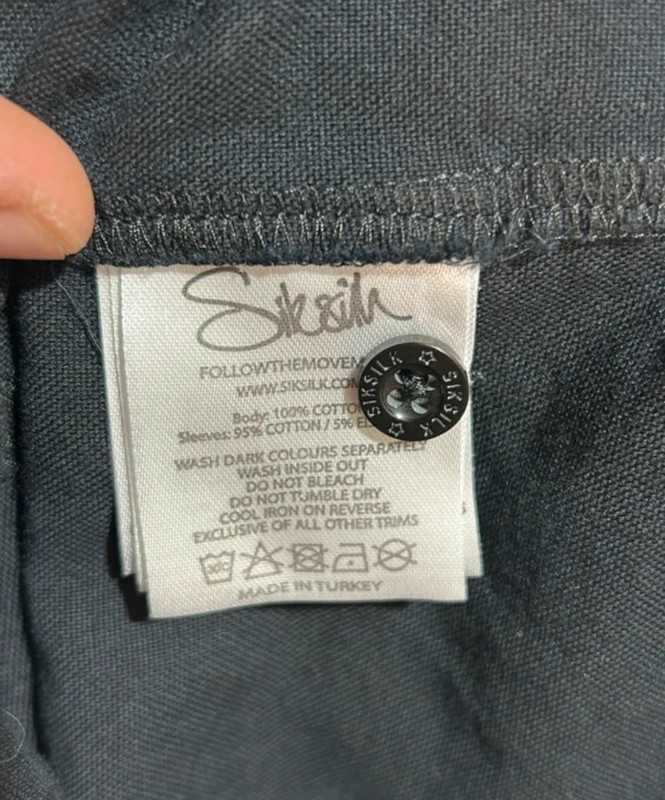 SikSilk
FOLLOWTHEMOVEM
WWW.SIKSILK.COM
SIKSILK ☆ SIKSILK ☆
Body: 100% COTTO
Sleeves: 95% COTTON / 5% E
WASH DARK COLOURS SEPARATELY
WASH INSIDE OUT
DO NOT BLEACH
DO NOT TUMBLE DRY
COOL IRON ON REVERSE
EXCLUSIVE OF ALL OTHER TRIMS
MADE IN TURKEY